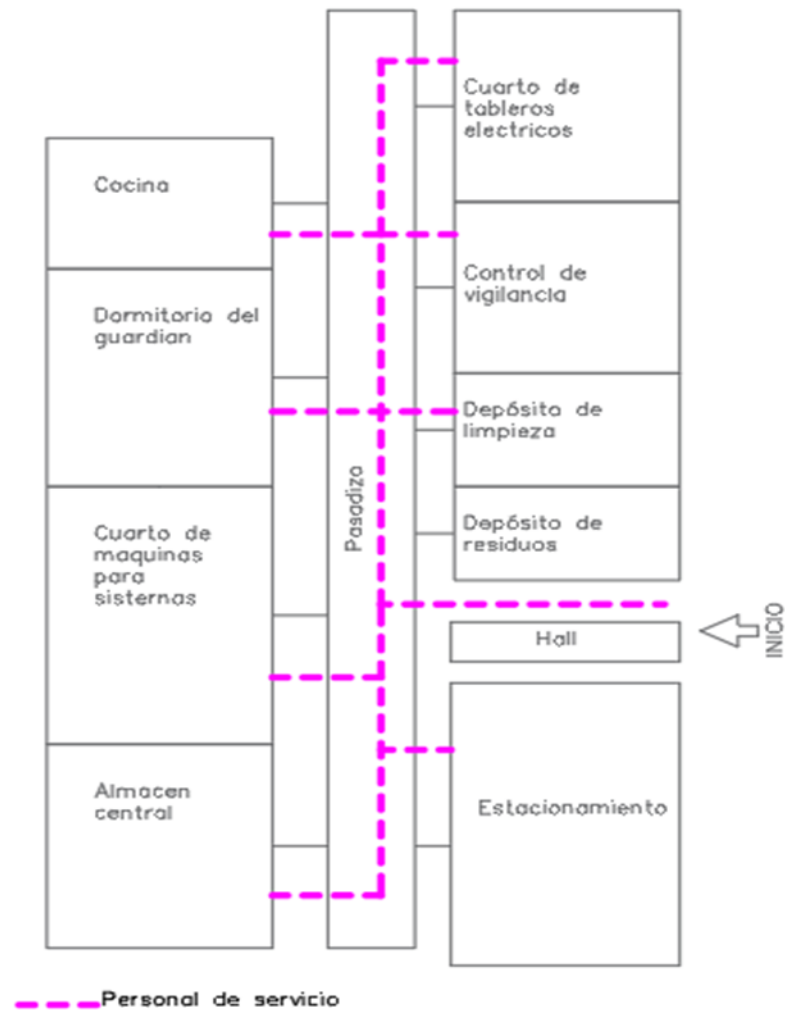 Cuarto de
tableros
electricos
Cocina
Control de
vigilancia
Dormitorio del
guardian
Depósito de
limpieza
Pasadizo
Cuarto de
maquinas
para
sisternas
Depósito de
residuos
Hall
INICIO
Almacen
central
Estacionamiento
Personal de servicio